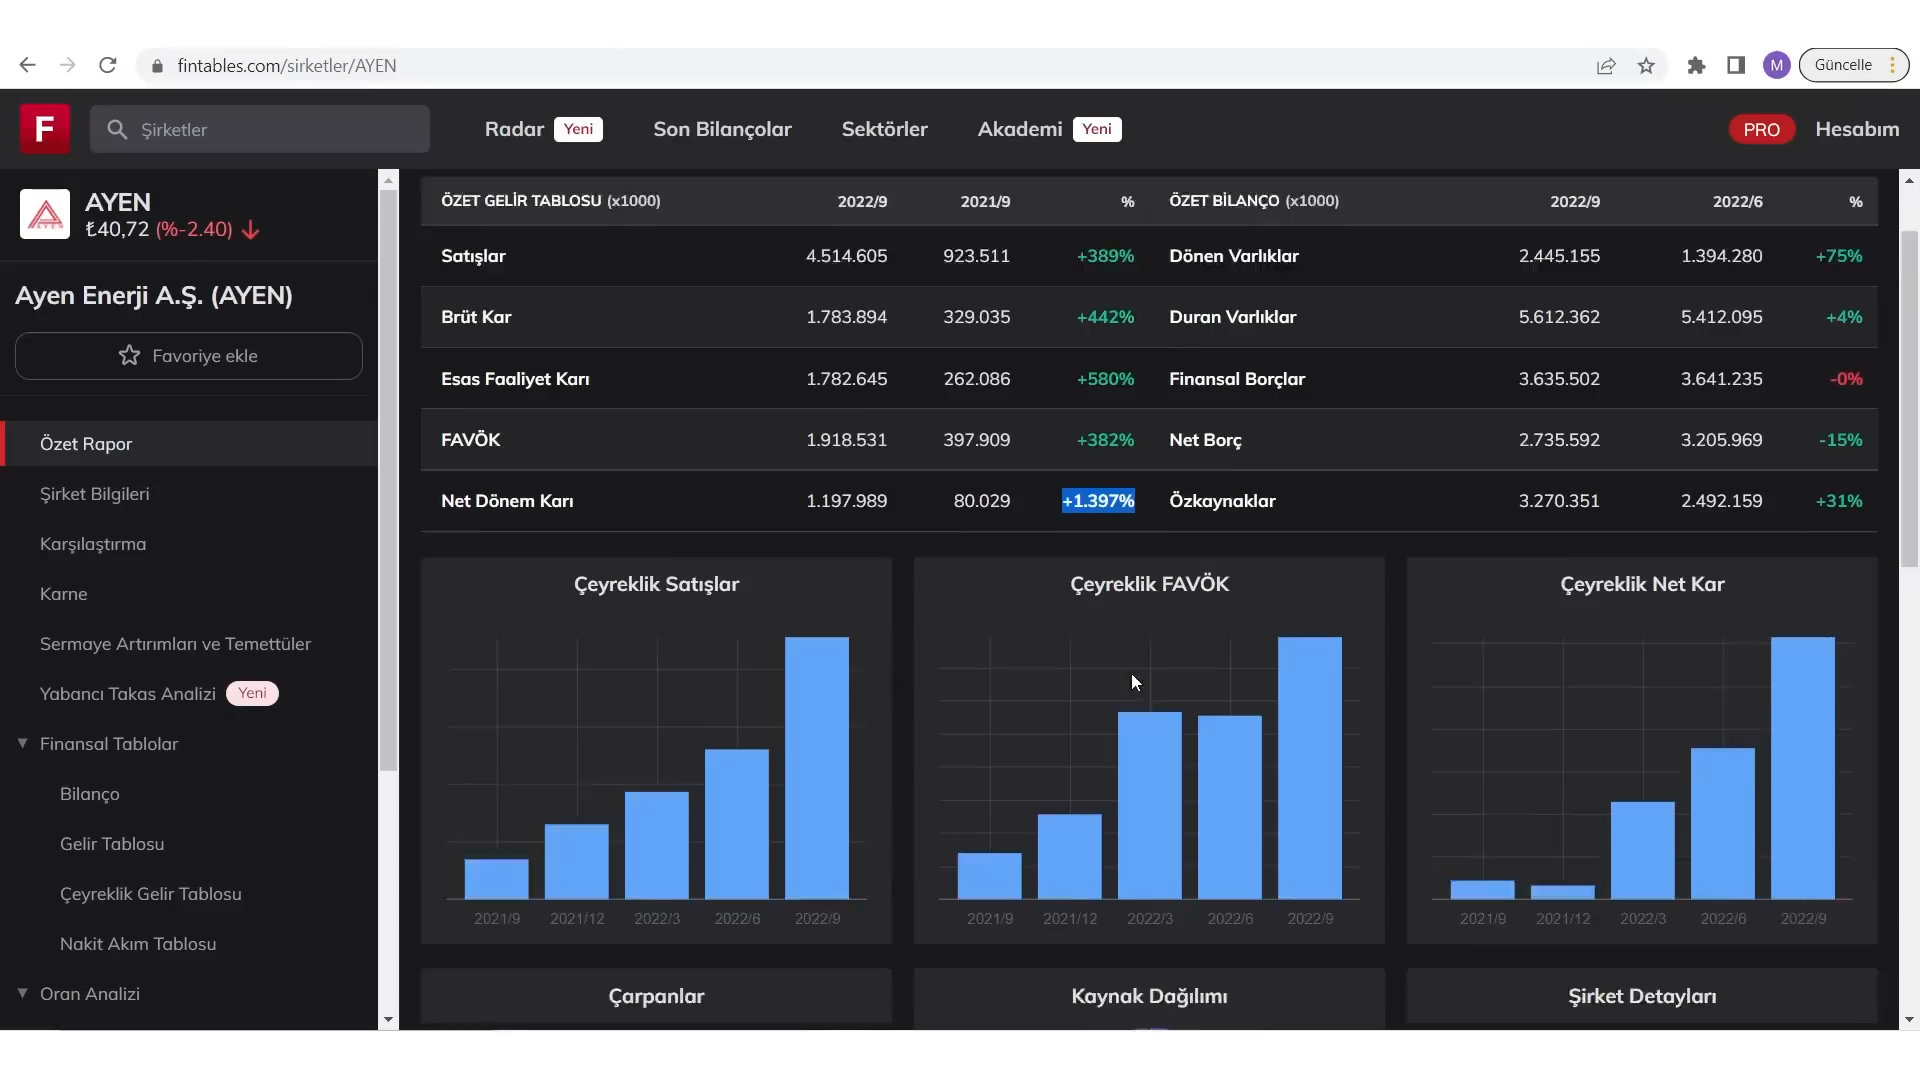 fintables.com/sirketler/AYEN
M
Güncelle
F
Şirketler
Radar Yeni
Son Bilançolar
Sektörler
Akademi Yeni
PRO
Hesabım
AYEN
₺40,72 (%-2.40)
Ayen Enerji A.Ş. (AYEN)
Favoriye ekle
Özet Rapor
Şirket Bilgileri
Karşılaştırma
Karne
Sermaye Artırımları ve Temettüler
Yabancı Takas Analizi Yeni
Finansal Tablolar
Bilanço
Gelir Tablosu
Çeyreklik Gelir Tablosu
Nakit Akım Tablosu
Oran Analizi
ÖZET GELİR TABLOSU (x1000) 2022/9 2021/9 %
Satışlar 4.514.605 923.511 +389%
Brüt Kar 1.783.894 329.035 +442%
Esas Faaliyet Karı 1.782.645 262.086 +580%
FAVÖK 1.918.531 397.909 +382%
Net Dönem Karı 1.197.989 80.029 +1.397%
ÖZET BİLANÇO (x1000) 2022/9 2022/6 %
Dönen Varlıklar 2.445.155 1.394.280 +75%
Duran Varlıklar 5.612.362 5.412.095 +4%
Finansal Borçlar 3.635.502 3.641.235 -0%
Net Borç 2.735.592 3.205.969 -15%
Özkaynaklar 3.270.351 2.492.159 +31%
Çeyreklik Satışlar
2021/9 2021/12 2022/3 2022/6 2022/9
Çeyreklik FAVÖK
2021/9 2021/12 2022/3 2022/6 2022/9
Çeyreklik Net Kar
2021/9 2021/12 2022/3 2022/6 2022/9
Çarpanlar
Kaynak Dağılımı
Şirket Detayları